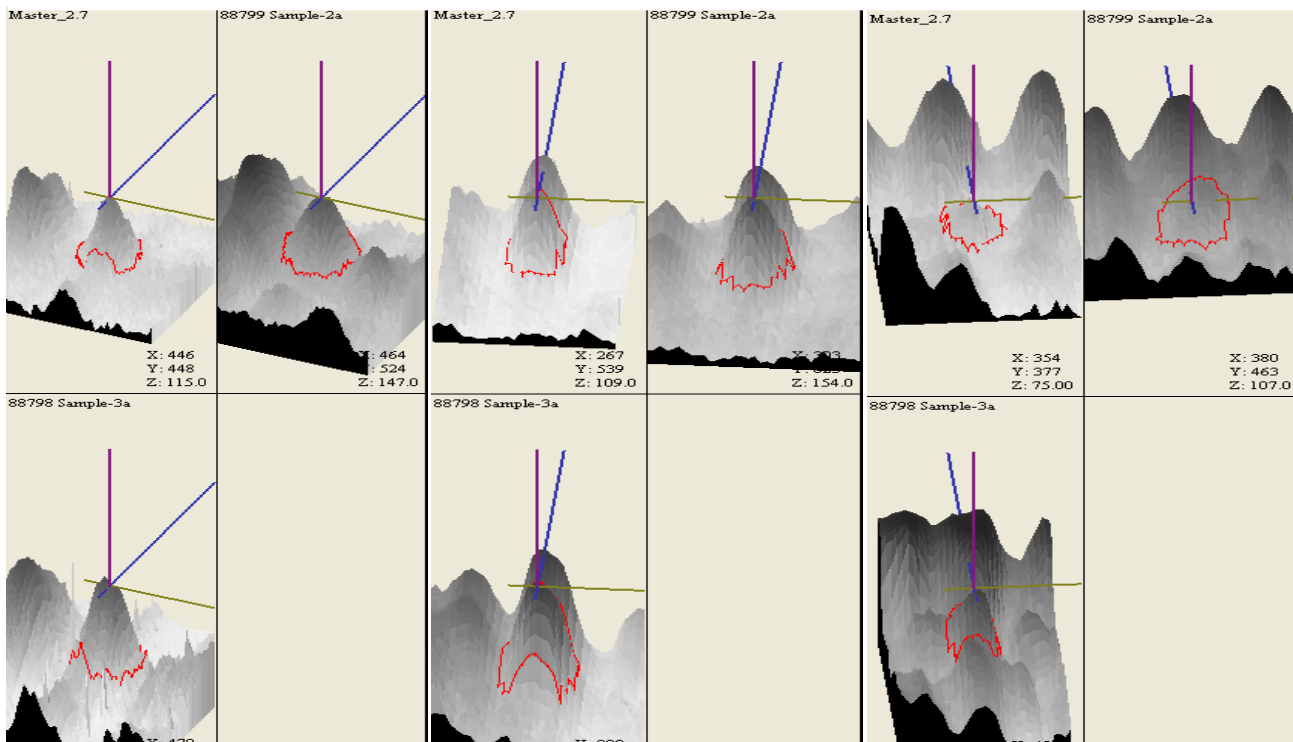 Master_2.7
88799 Sample-2a
X: 446
Y: 448
Z: 115.0
X: 464
Y: 524
Z: 147.0
88798 Sample-3a
Master_2.7
88799 Sample-2a
X: 267
Y: 539
Z: 109.0
Z: 154.0
88798 Sample-3a
Master_2.7
88799 Sample-2a
X: 354
Y: 377
Z: 75.00
X: 380
Y: 463
Z: 107.0
88798 Sample-3a